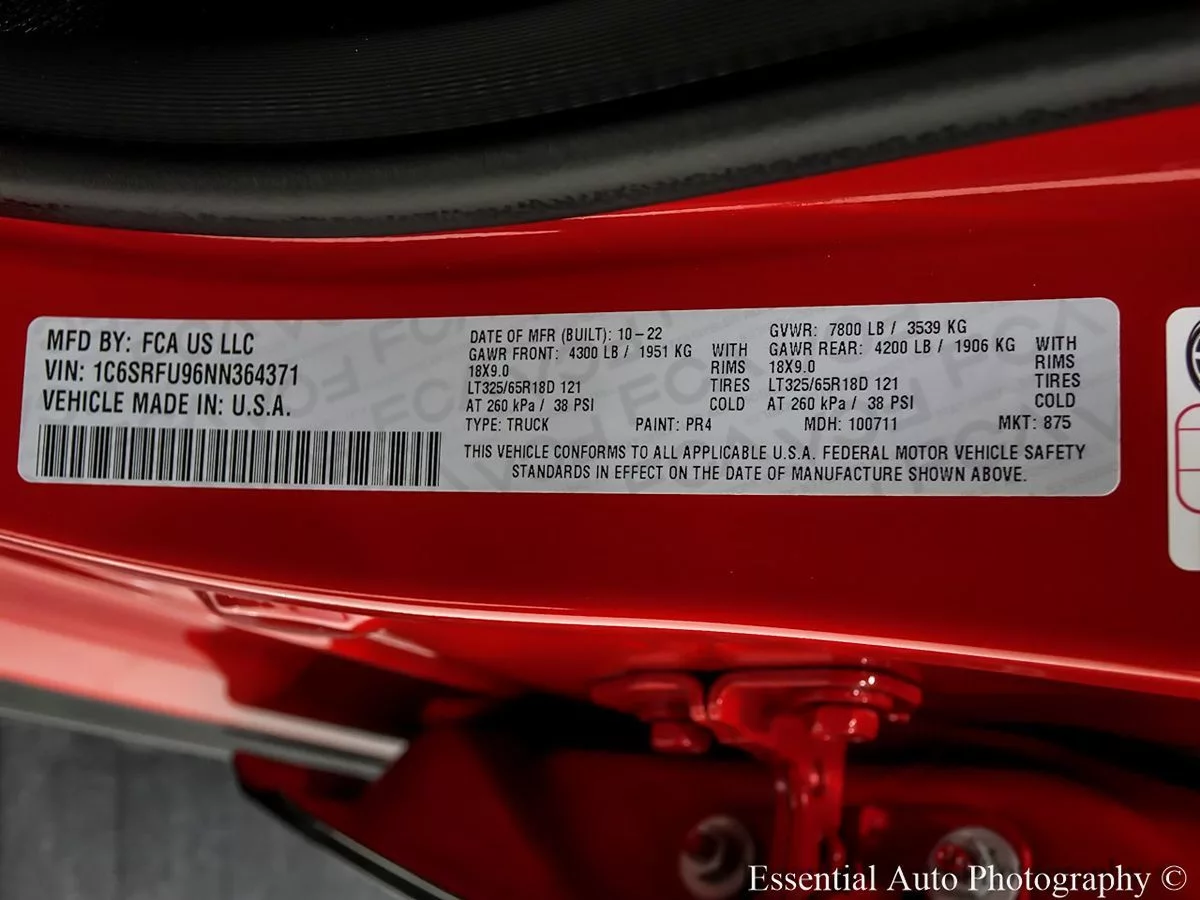 MFD BY: FCA US LLC
VIN: 1C6SRFU96NN364371
VEHICLE MADE IN: U.S.A.
DATE OF MFR (BUILT): 10-22
GAWR FRONT: 4300 LB / 1951 KG WITH
18X9.0 RIMS
LT325/65R18D 121 TIRES
AT 260 kPa / 38 PSI COLD
GVWR: 7800 LB / 3539 KG
GAWR REAR: 4200 LB / 1906 KG WITH
18X9.0 RIMS
LT325/65R18D 121 TIRES
AT 260 kPa / 38 PSI COLD
TYPE: TRUCK PAINT: PR4 MDH: 100711 MKT: 875
THIS VEHICLE CONFORMS TO ALL APPLICABLE U.S.A. FEDERAL MOTOR VEHICLE SAFETY
STANDARDS IN EFFECT ON THE DATE OF MANUFACTURE SHOWN ABOVE.
Essential Auto Photography ©